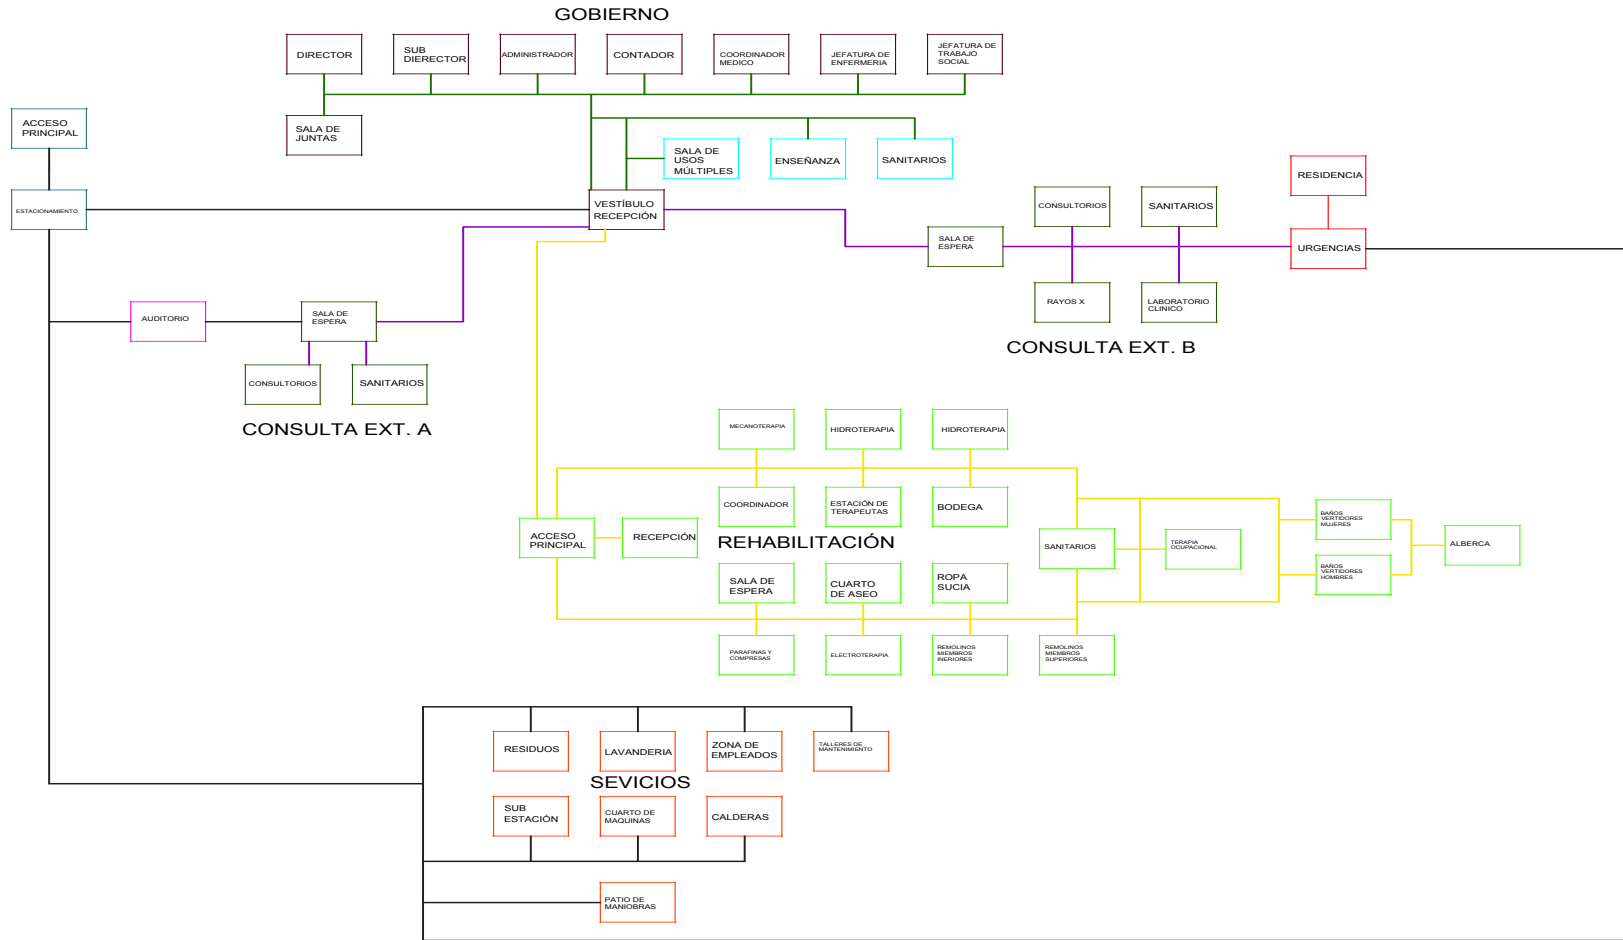 GOBIERNO
DIRECTOR
SUB
DIERECTOR
ADMINISTRADOR
CONTADOR
COORDINADOR
MEDICO
JEFATURA DE
ENFERMERIA
JEFATURA DE
TRABAJO
SOCIAL
ACCESO
PRINCIPAL
SALA DE
JUNTAS
SALA DE
USOS
MÚLTIPLES
ENSEÑANZA
SANITARIOS
RESIDENCIA
ESTACIONAMIENTO
VESTÍBULO
RECEPCIÓN
CONSULTORIOS
SANITARIOS
SALA DE
ESPERA
URGENCIAS
RAYOS X
LABORATORIO
CLINICO
CONSULTA EXT. B
AUDITORIO
SALA DE
ESPERA
CONSULTORIOS
SANITARIOS
CONSULTA EXT. A
MECANOTERAPIA
HIDROTERAPIA
HIDROTERAPIA
COORDINADOR
ESTACIÓN DE
TERAPEUTAS
BODEGA
ACCESO
PRINCIPAL
RECEPCIÓN
REHABILITACIÓN
SANITARIOS
TERAPIA
OCUPACIONAL
BAÑOS
VERTIDORES
MUJERES
BAÑOS
VERTIDORES
HOMBRES
ALBERCA
SALA DE
ESPERA
CUARTO
DE ASEO
ROPA
SUCIA
PARAFINAS Y
COMPRESAS
ELECTROTERAPIA
REMOLINOS
MIEMBROS
INERIORES
REMOLINOS
MIEMBROS
SUPERIORES
RESIDUOS
LAVANDERIA
ZONA DE
EMPLEADOS
TALLERES DE
MANTENIMIENTO
SEVICIOS
SUB
ESTACIÓN
CUARTO DE
MAQUINAS
CALDERAS
PATIO DE
MANIOBRAS